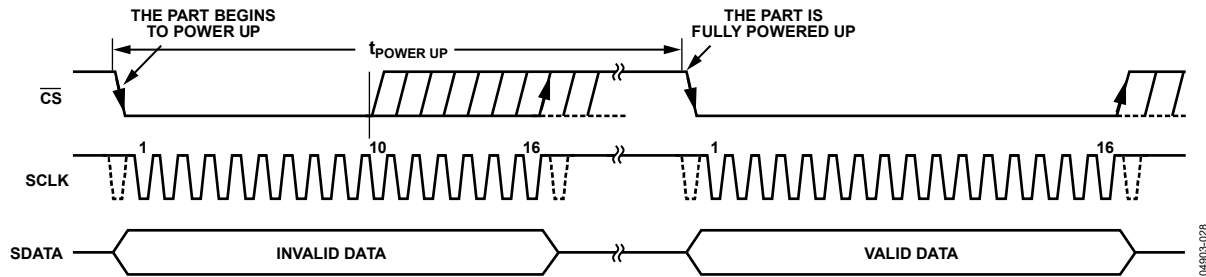 THE PART BEGINS
TO POWER UP
THE PART IS
FULLY POWERED UP
tPOWER UP
CS
1
10
16
1
16
SCLK
SDATA
INVALID DATA
VALID DATA
04903-028